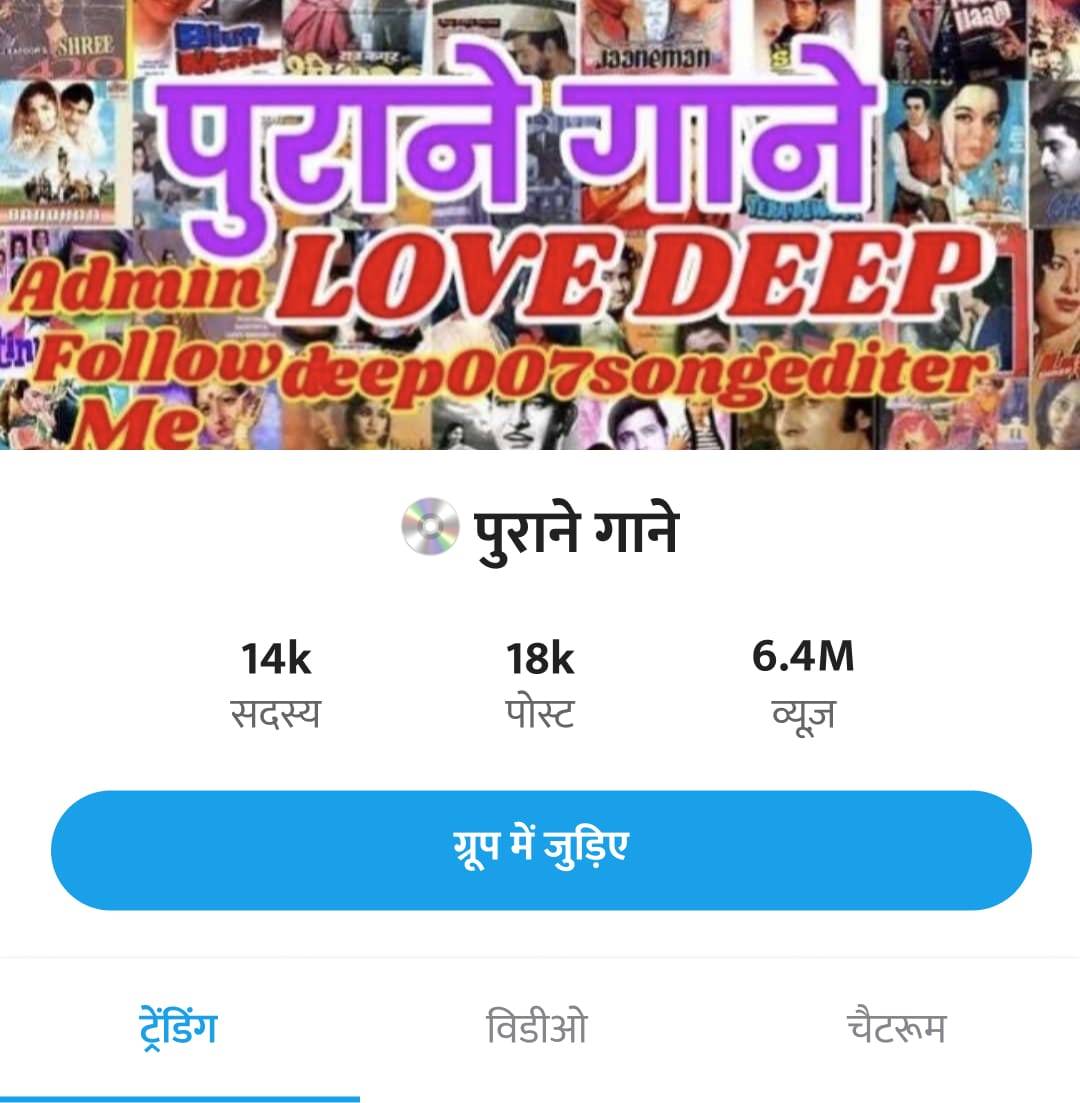 SHREE
420
Bluff
Master
Jaaneman
पुराने गाने
Admin LOVE DEEP
Follow deep007songediter
Me
💿 पुराने गाने
14k 18k 6.4M
सदस्य पोस्ट व्यूज़
ग्रूप में जुड़िए
ट्रेंडिंग विडीओ चैटरूम